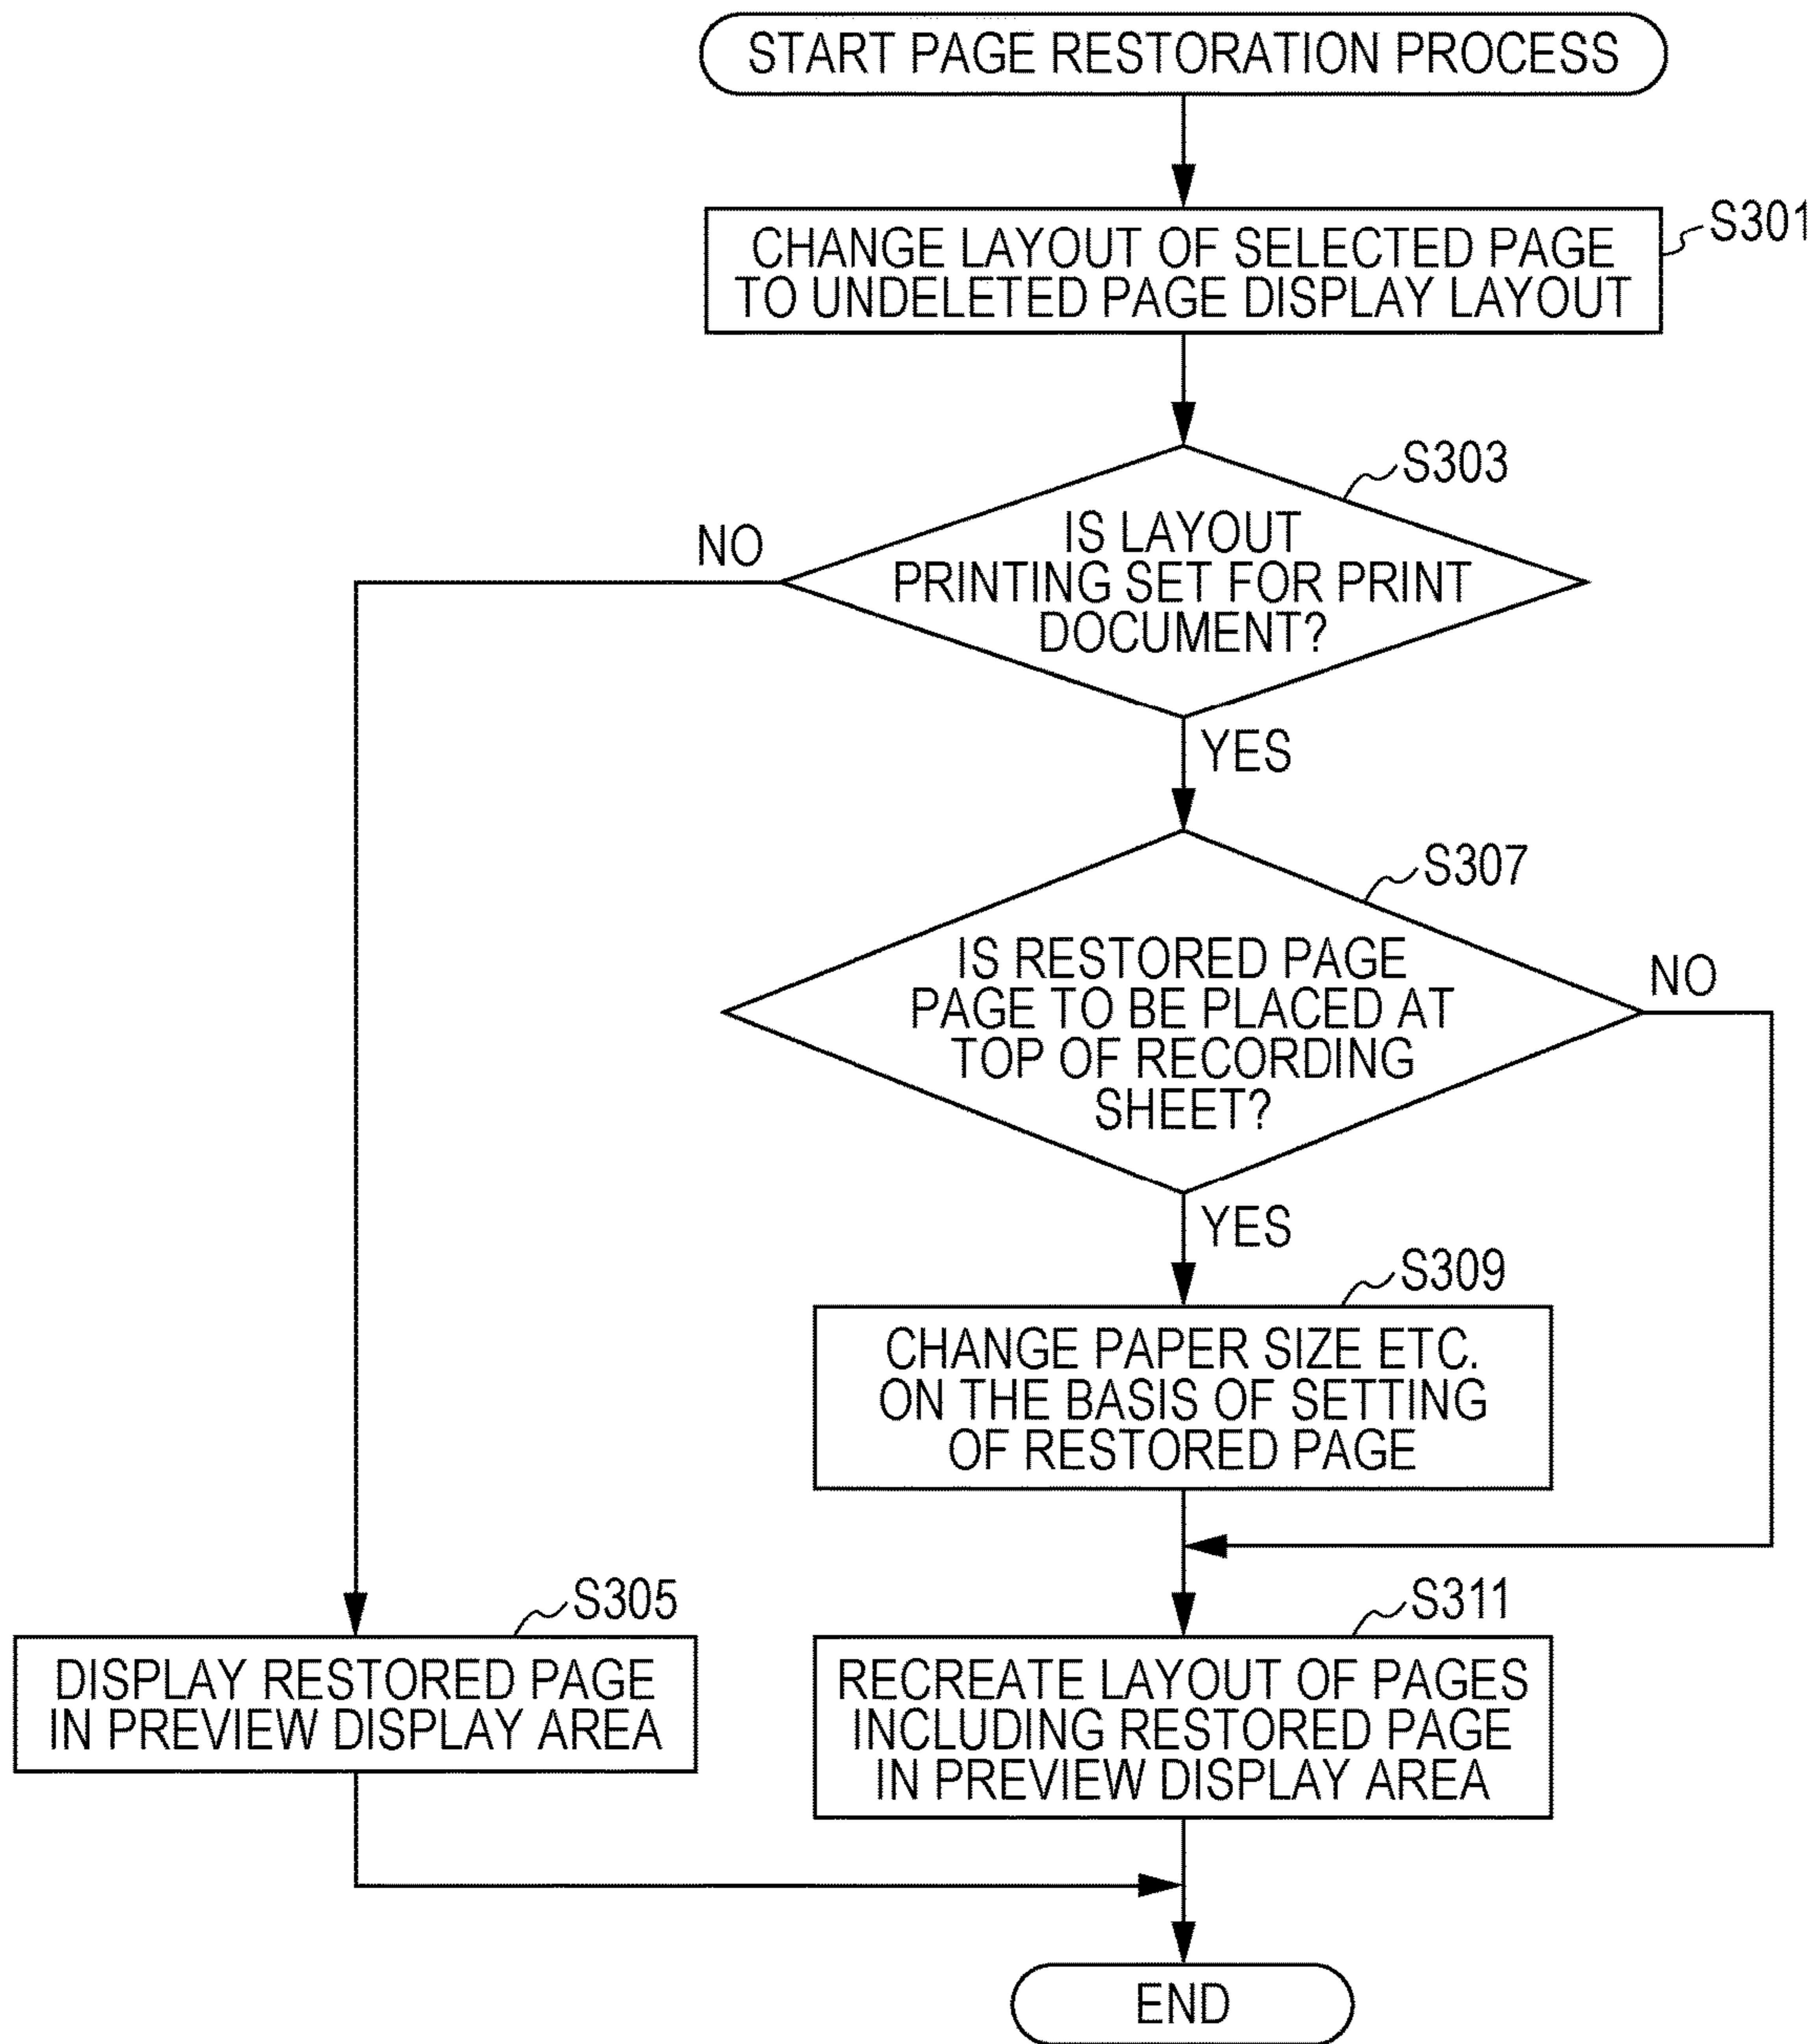 START PAGE RESTORATION PROCESS
S301
CHANGE LAYOUT OF SELECTED PAGE
TO UNDELETED PAGE DISPLAY LAYOUT
S303
NO
IS LAYOUT
PRINTING SET FOR PRINT
DOCUMENT?
YES
S307
IS RESTORED PAGE
PAGE TO BE PLACED AT
TOP OF RECORDING
SHEET?
NO
YES
S309
CHANGE PAPER SIZE ETC.
ON THE BASIS OF SETTING
OF RESTORED PAGE
S305
DISPLAY RESTORED PAGE
IN PREVIEW DISPLAY AREA
S311
RECREATE LAYOUT OF PAGES
INCLUDING RESTORED PAGE
IN PREVIEW DISPLAY AREA
END